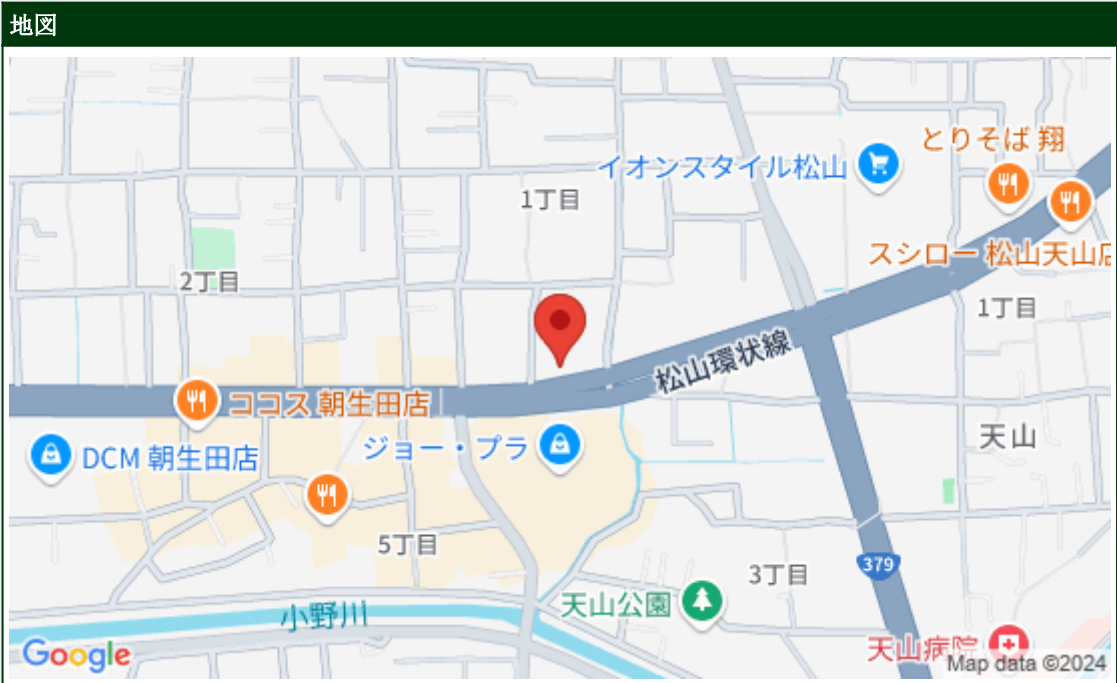 地図
とりそば 翔
イオンスタイル松山
1丁目
スシロー 松山天山店
2丁目
1丁目
松山環状線
ココス 朝生田店
ジョー・プラ
天山
DCM 朝生田店
5丁目
379
3丁目
天山公園
小野川
天山病院
Google
Map data ©2024